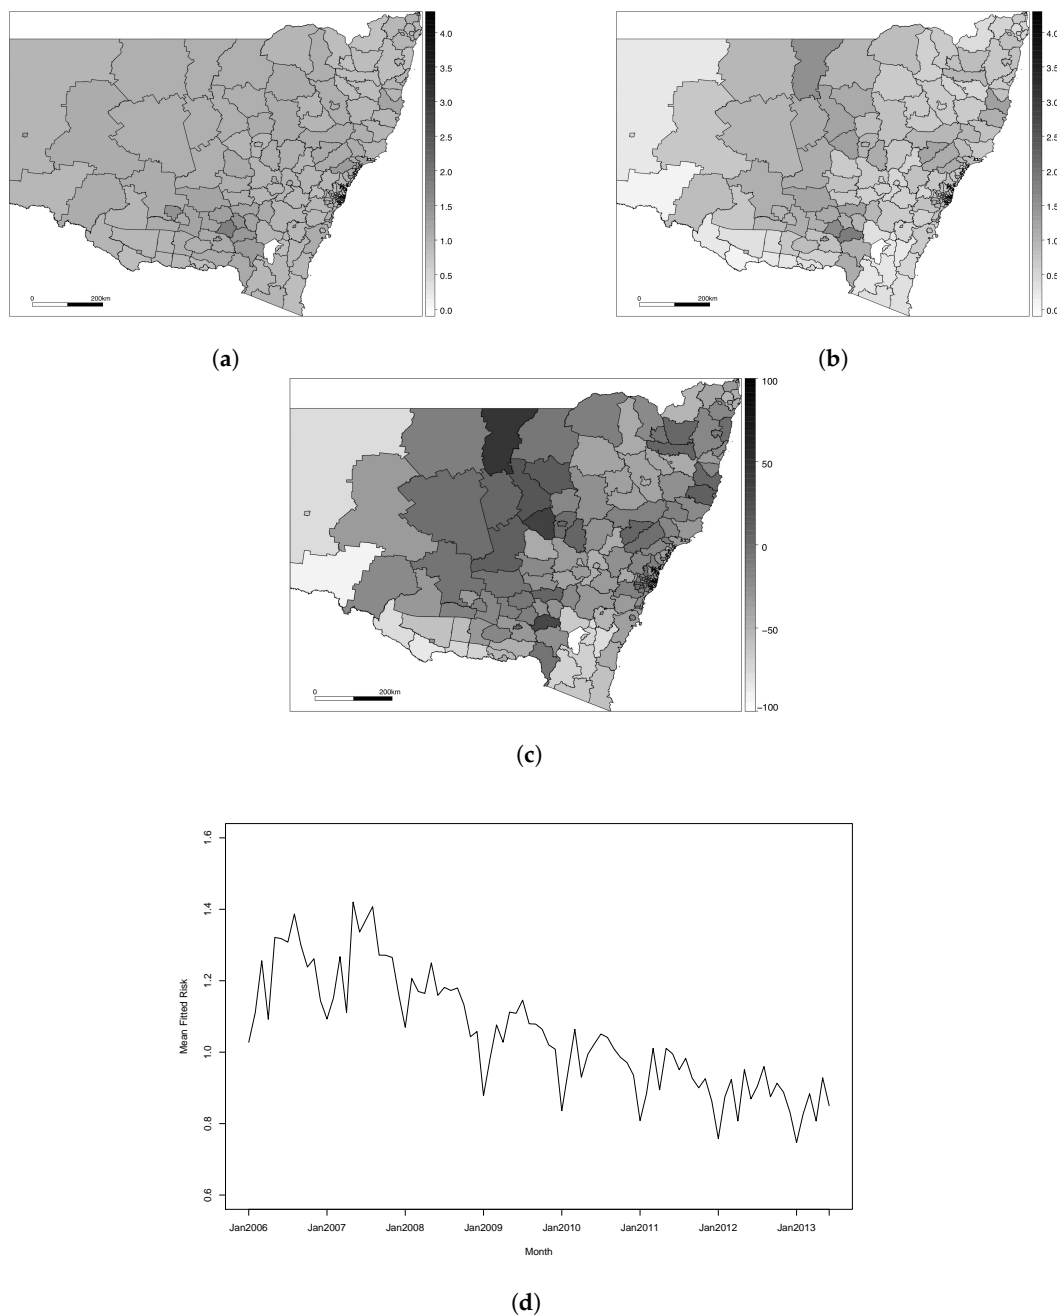 4.0
3.5
3.0
2.5
2.0
1.5
1.0
0.5
0.0
0 200km
(a)
4.0
3.5
3.0
2.5
2.0
1.5
1.0
0.5
0.0
0 200km
(b)
100
50
0
−50
−100
0 200km
(c)
1.6
1.4
1.2
1.0
0.8
0.6
Mean Fitted Risk
Jan2006 Jan2007 Jan2008 Jan2009 Jan2010 Jan2011 Jan2012 Jan2013
Month
(d)